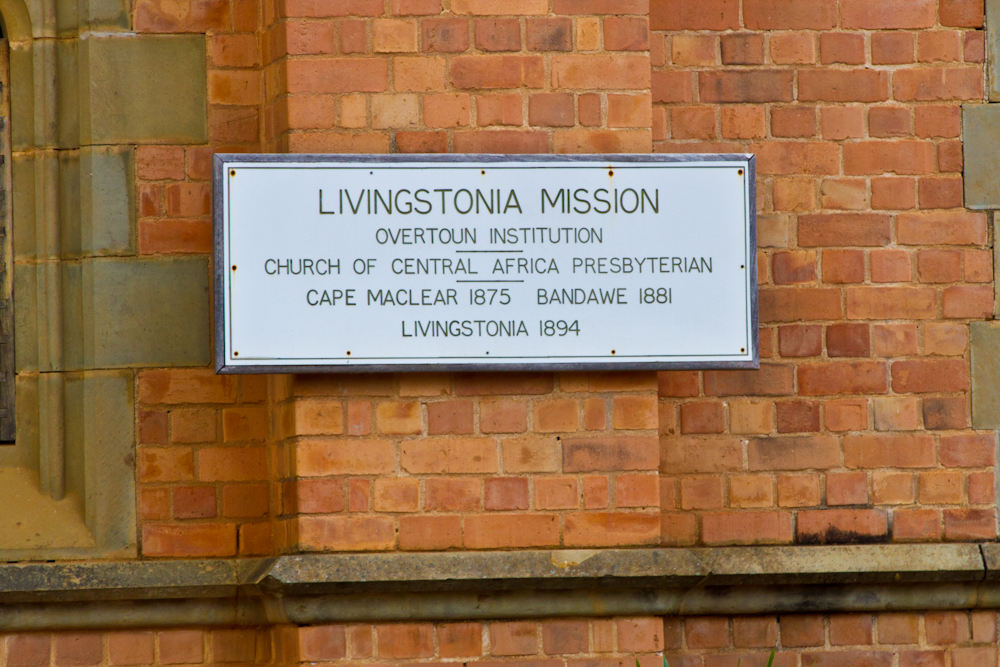 LIVINGSTONIA MISSION
OVERTOUN INSTITUTION
CHURCH OF CENTRAL AFRICA PRESBYTERIAN
CAPE MACLEAR 1875 BANDAWE 1881
LIVINGSTONIA 1894